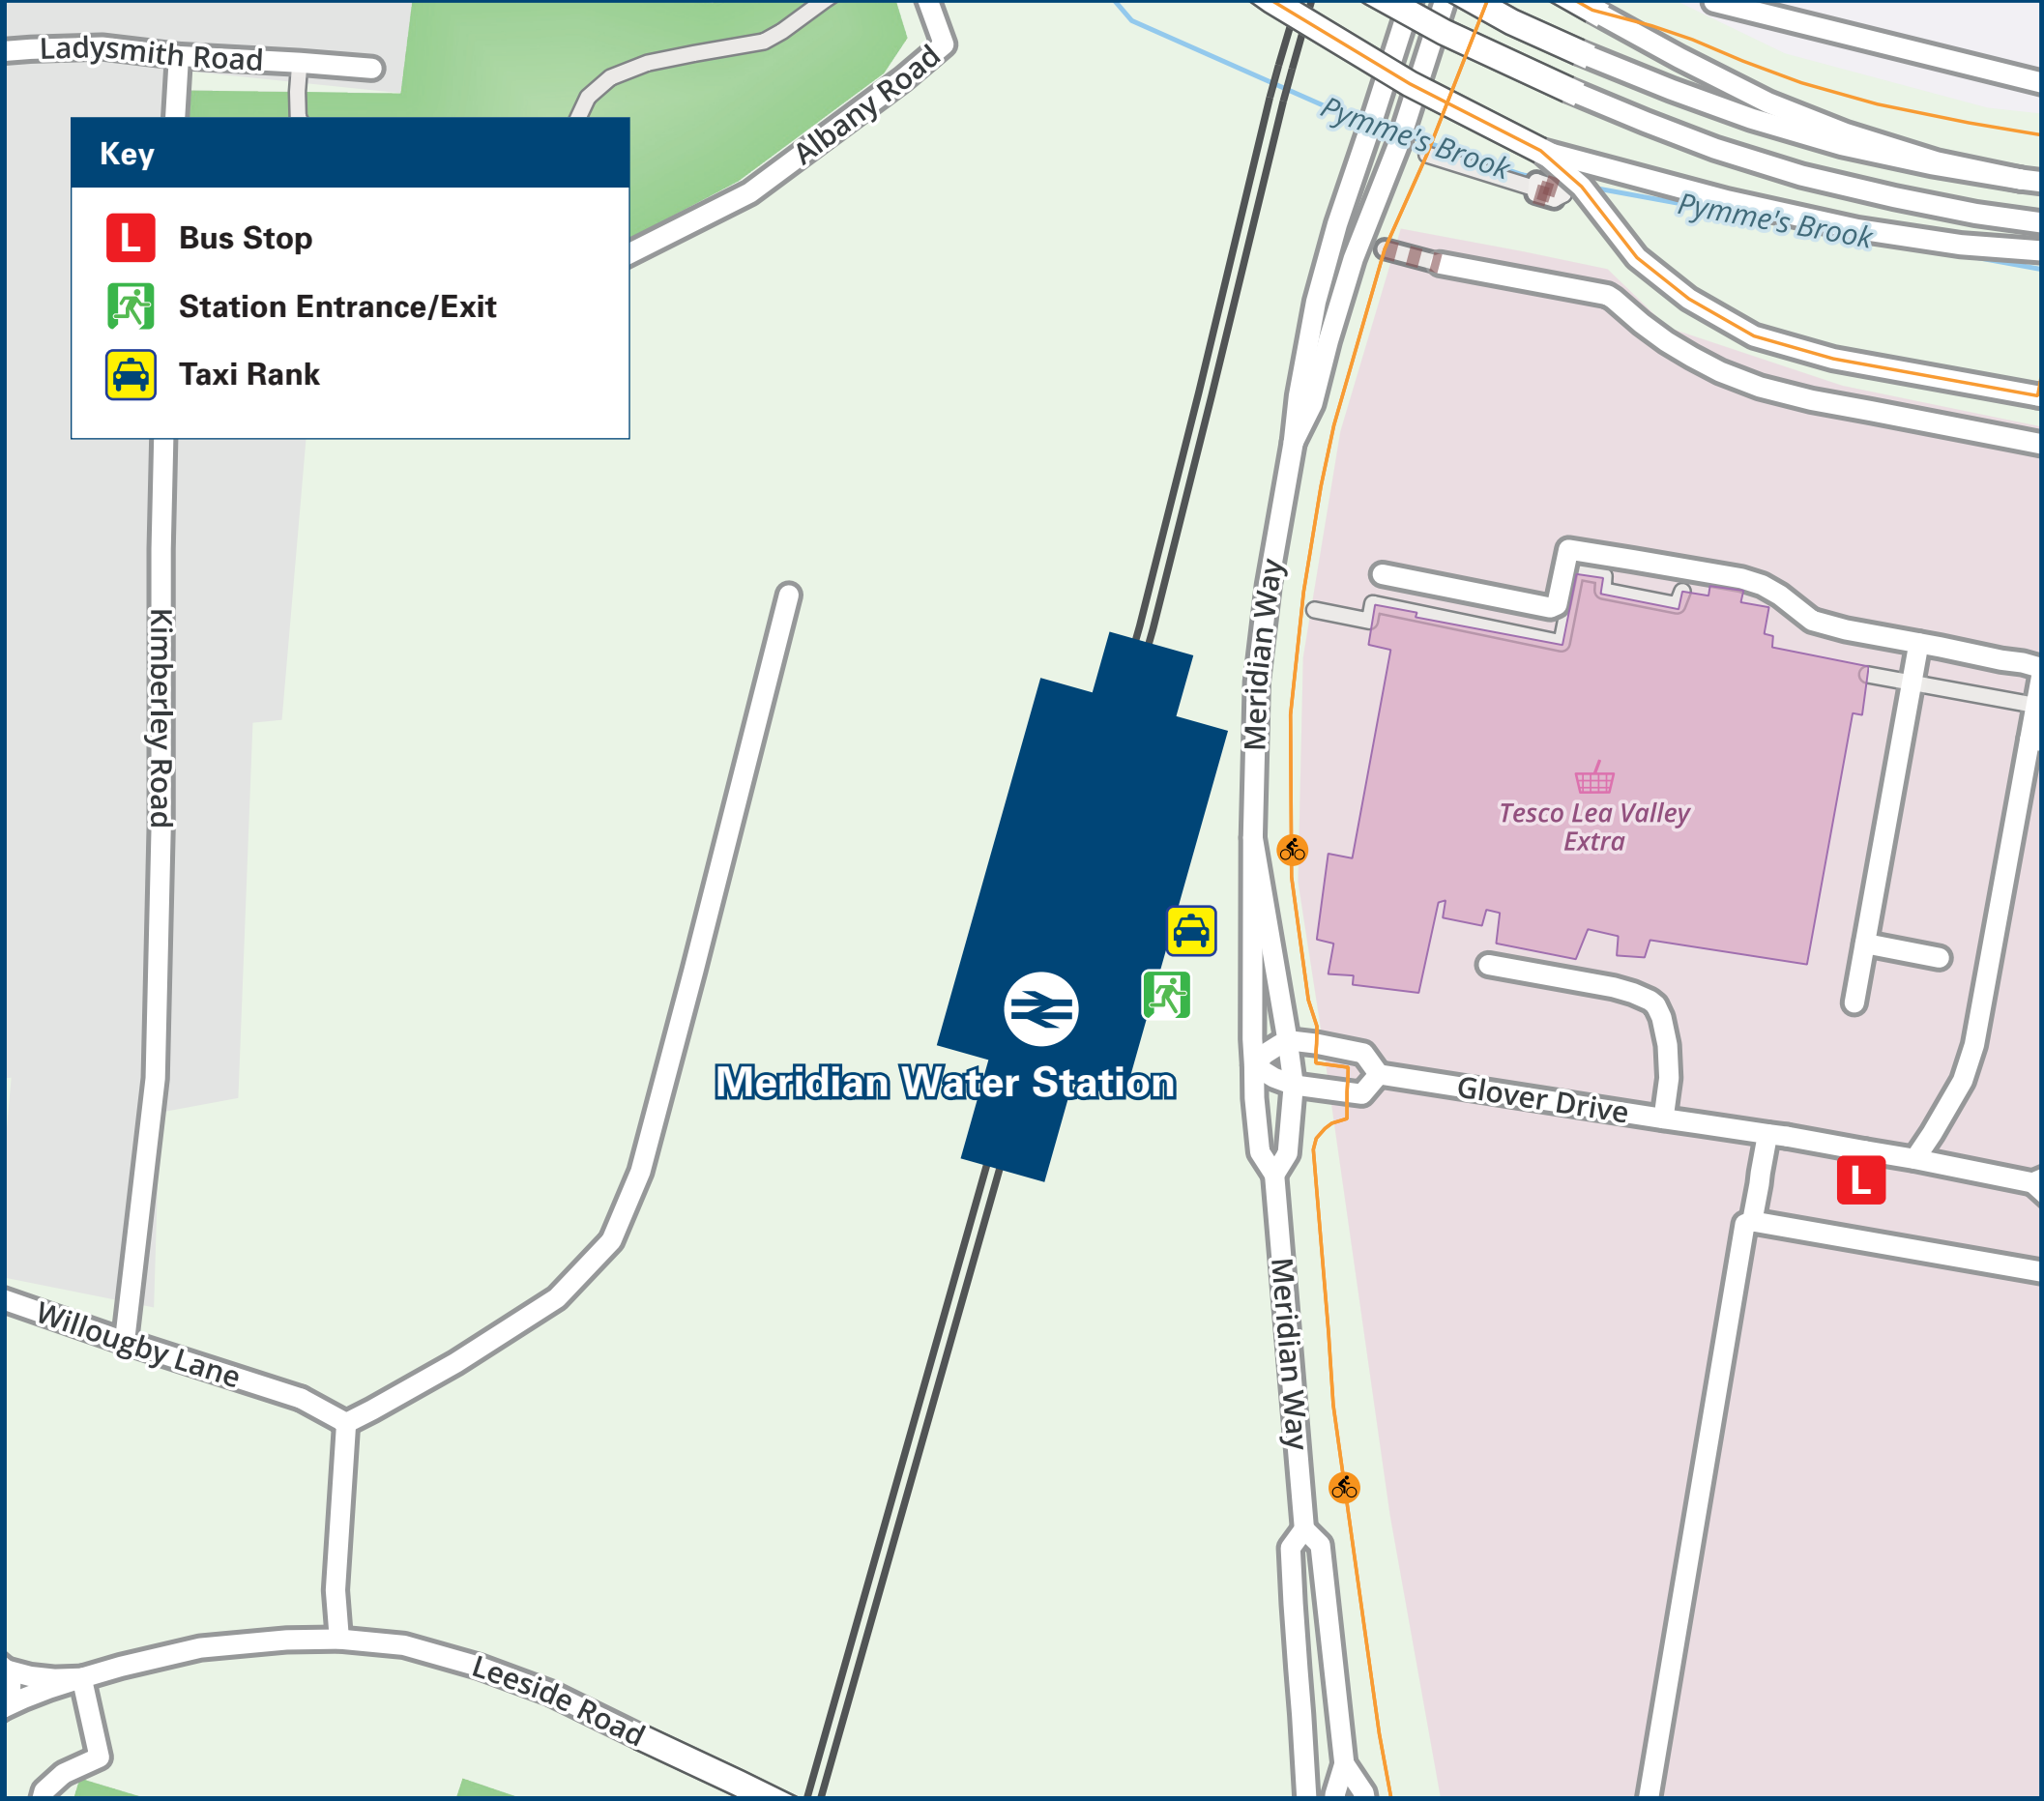 Ladysmith Road
Albany Road
Pymme's Brook
Pymme's Brook
Key
L Bus Stop
Station Entrance/Exit
Taxi Rank
Kimberley Road
Meridian Way
Tesco Lea Valley
Extra
Meridian Water Station
Glover Drive
L
Meridian Way
Willougby Lane
Leeside Road